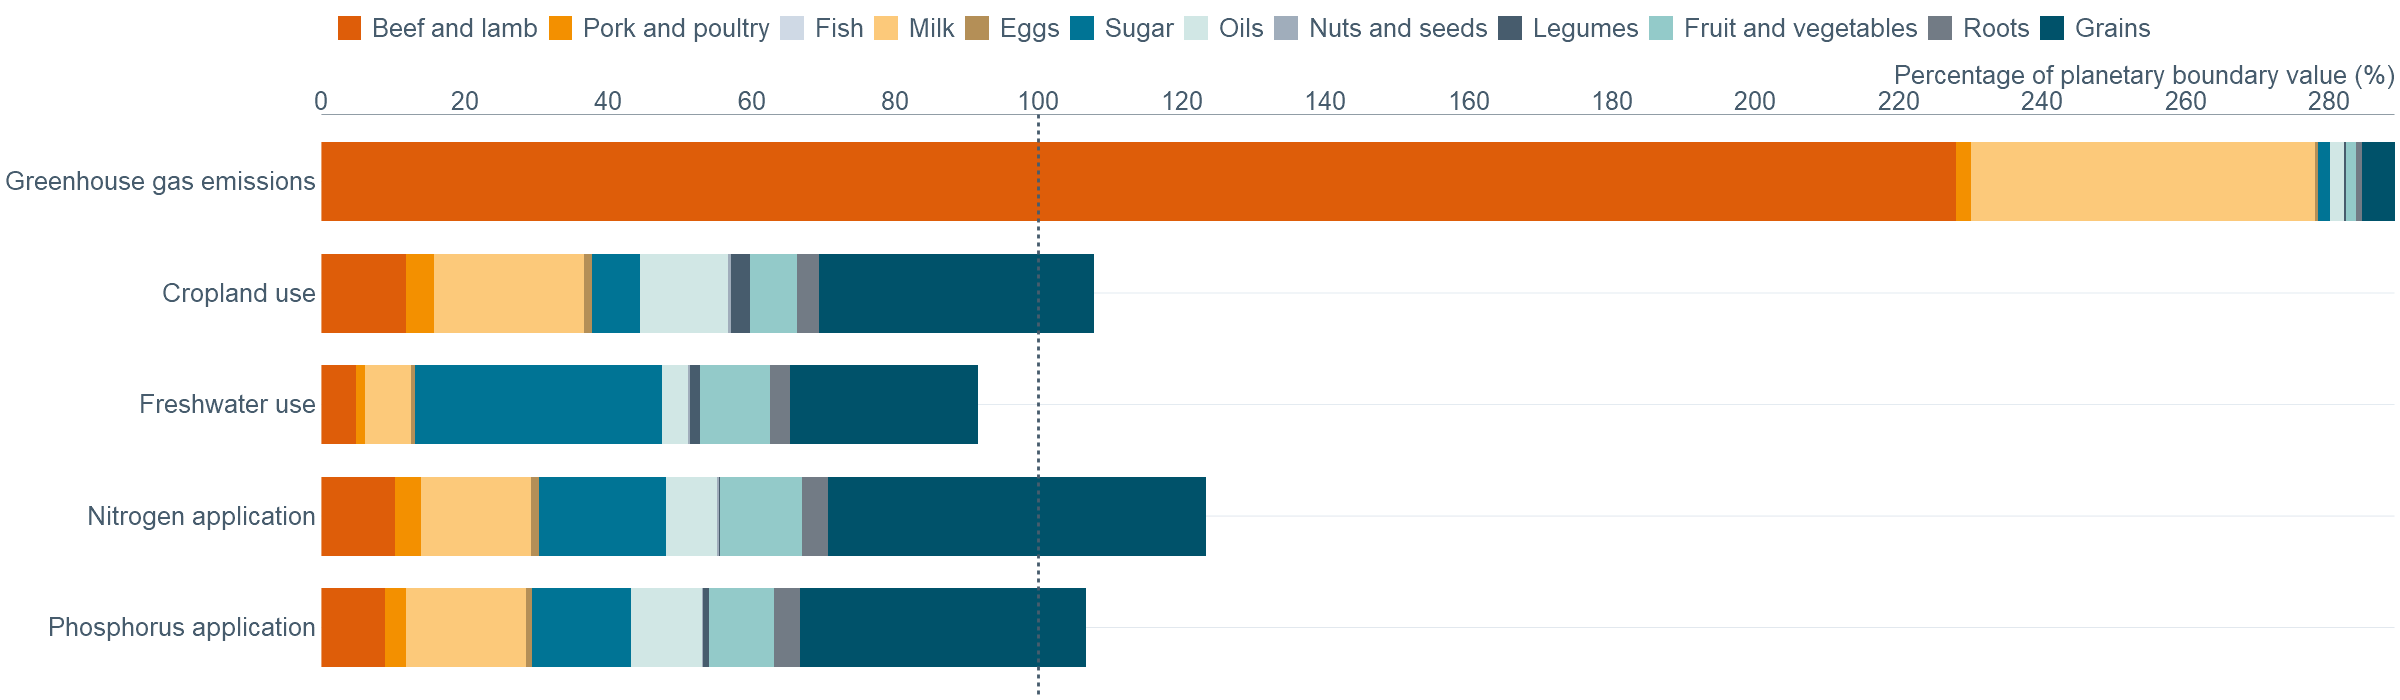 Beef and lamb Pork and poultry Fish Milk Eggs Sugar Oils Nuts and seeds Legumes Fruit and vegetables Roots Grains
Percentage of planetary boundary value (%)
0 20 40 60 80 100 120 140 160 180 200 220 240 260 280
Greenhouse gas emissions
Cropland use
Freshwater use
Nitrogen application
Phosphorus application